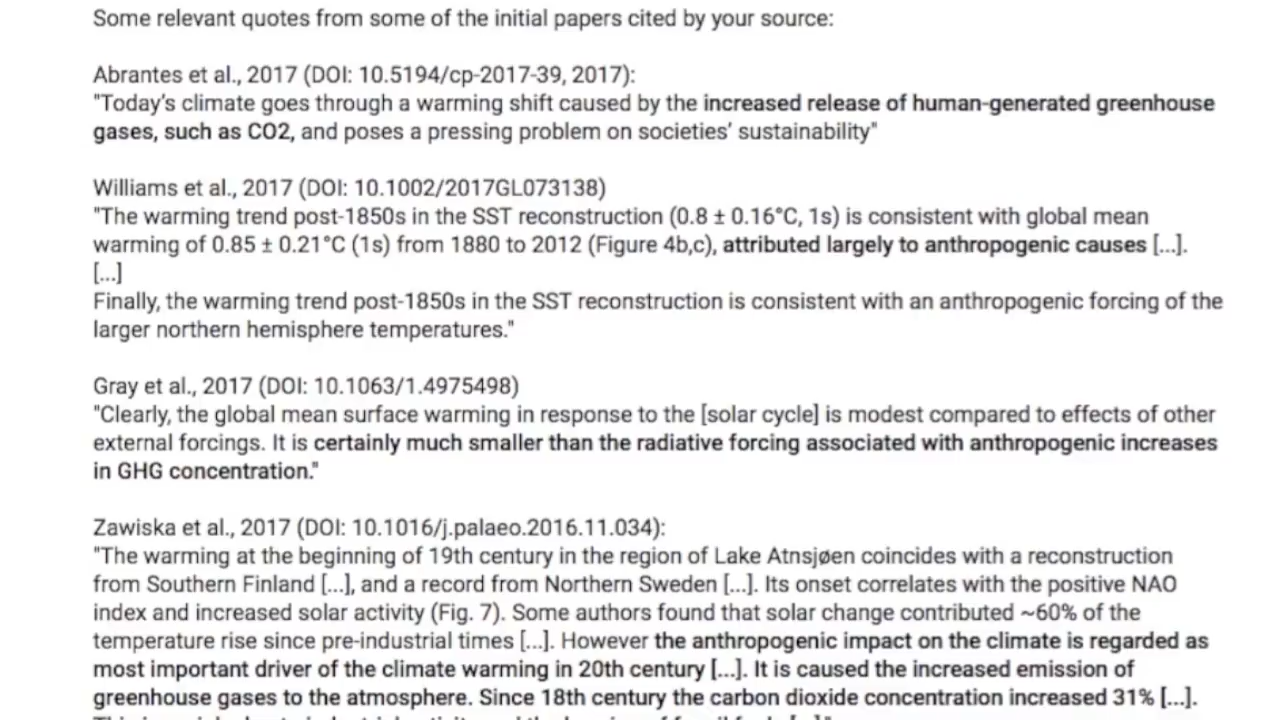 Some relevant quotes from some of the initial papers cited by your source:
Abrantes et al., 2017 (DOI: 10.5194/cp-2017-39, 2017):
"Today's climate goes through a warming shift caused by the increased release of human-generated greenhouse
gases, such as CO2, and poses a pressing problem on societies' sustainability"
Williams et al., 2017 (DOI: 10.1002/2017GL073138)
"The warming trend post-1850s in the SST reconstruction (0.8 ± 0.16°C, 1s) is consistent with global mean
warming of 0.85 ± 0.21°C (1s) from 1880 to 2012 (Figure 4b,c), attributed largely to anthropogenic causes [...].
[...]
Finally, the warming trend post-1850s in the SST reconstruction is consistent with an anthropogenic forcing of the
larger northern hemisphere temperatures."
Gray et al., 2017 (DOI: 10.1063/1.4975498)
"Clearly, the global mean surface warming in response to the [solar cycle] is modest compared to effects of other
external forcings. It is certainly much smaller than the radiative forcing associated with anthropogenic increases
in GHG concentration."
Zawiska et al., 2017 (DOI: 10.1016/j.palaeo.2016.11.034):
"The warming at the beginning of 19th century in the region of Lake Atnsjøen coincides with a reconstruction
from Southern Finland [...], and a record from Northern Sweden [...]. Its onset correlates with the positive NAO
index and increased solar activity (Fig. 7). Some authors found that solar change contributed ~60% of the
temperature rise since pre-industrial times [...]. However the anthropogenic impact on the climate is regarded as
most important driver of the climate warming in 20th century [...]. It is caused the increased emission of
greenhouse gases to the atmosphere. Since 18th century the carbon dioxide concentration increased 31% [...].